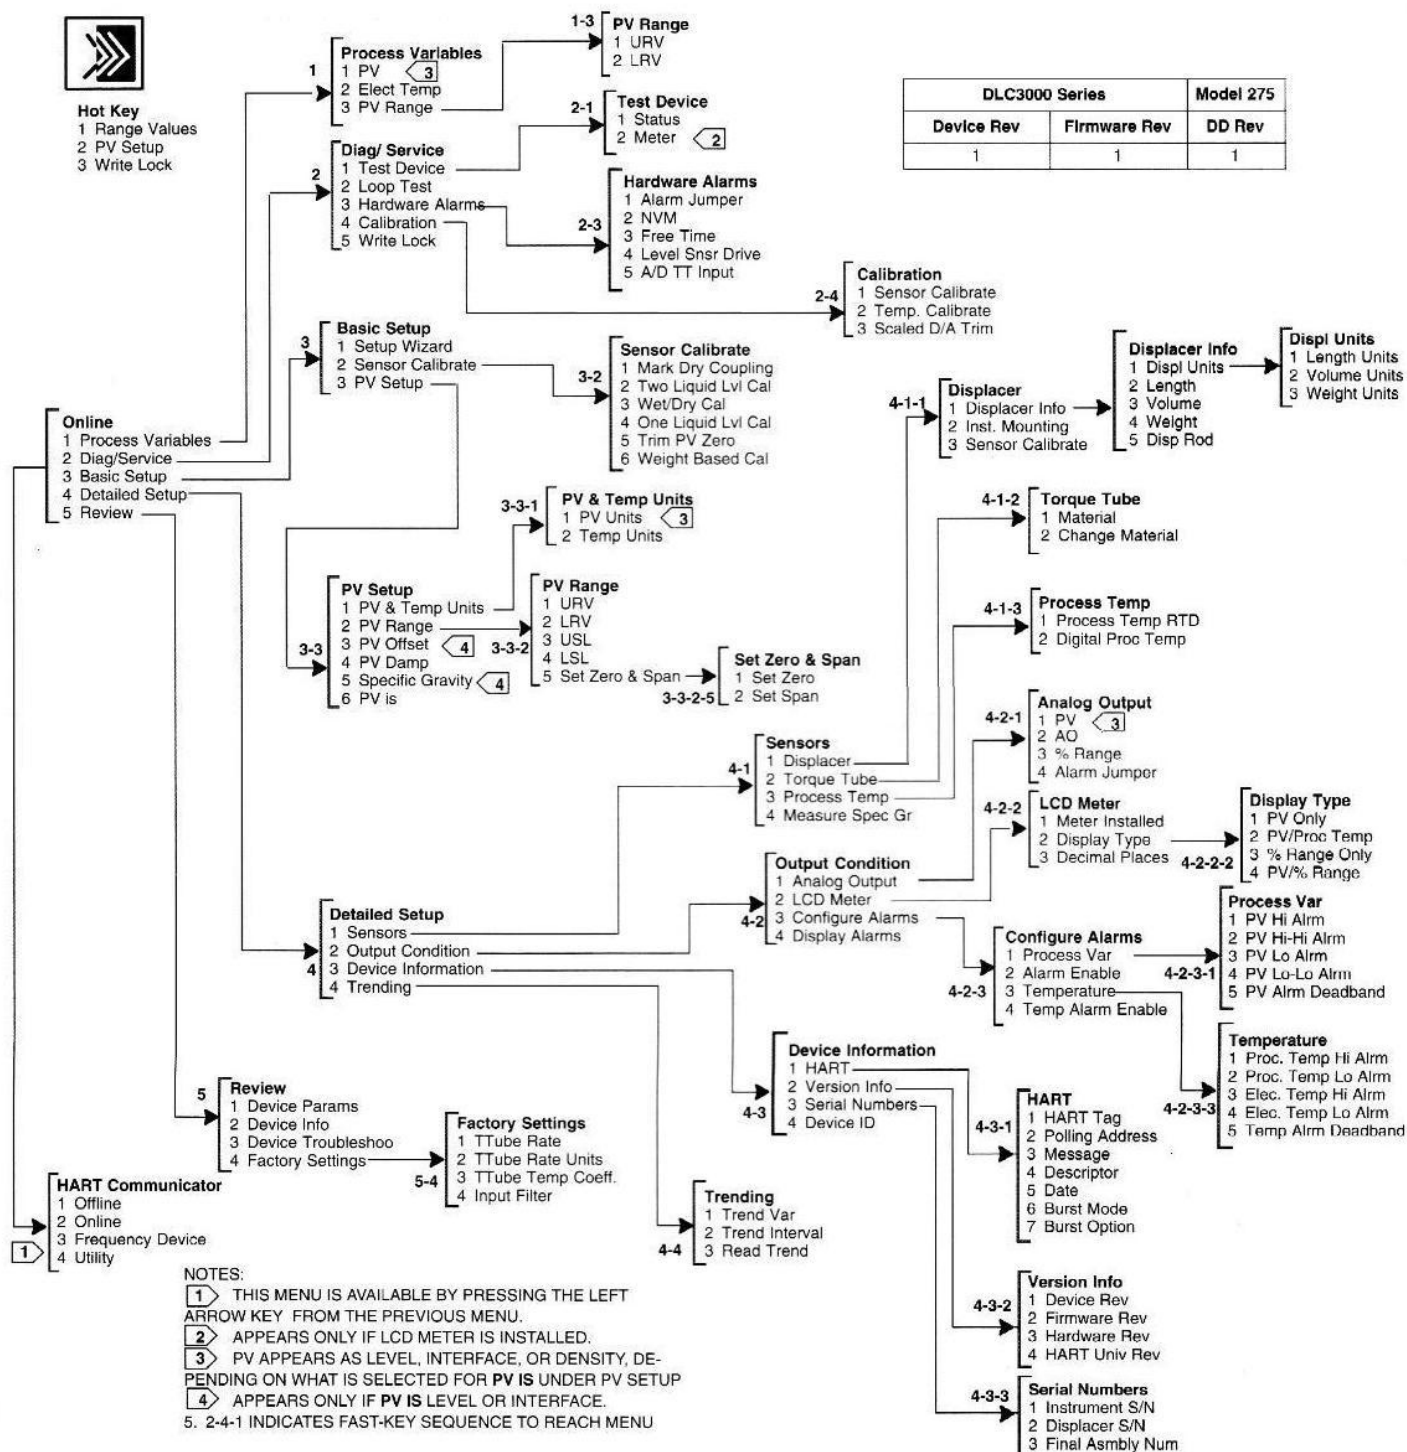 Hot Key
1 Range Values
2 PV Setup
3 Write Lock
1
Process Variables
1 PV
3
2 Elect Temp
3 PV Range
1-3
PV Range
1 URV
2 LRV
DLC3000 Series
Model 275
Device Rev
Firmware Rev
DD Rev
1
1
1
2
Diag/ Service
1 Test Device
2 Loop Test
3 Hardware Alarms
4 Calibration
5 Write Lock
2-1
Test Device
1 Status
2 Meter
2
2-3
Hardware Alarms
1 Alarm Jumper
2 NVM
3 Free Time
4 Level Snsr Drive
5 A/D TT Input
2-4
Calibration
1 Sensor Calibrate
2 Temp. Calibrate
3 Scaled D/A Trim
3
Basic Setup
1 Setup Wizard
2 Sensor Calibrate
3 PV Setup
3-2
Sensor Calibrate
1 Mark Dry Coupling
2 Two Liquid Lvl Cal
3 Wet/Dry Cal
4 One Liquid Lvl Cal
5 Trim PV Zero
6 Weight Based Cal
4-1-1
Displacer
1 Displacer Info
2 Inst. Mounting
3 Sensor Calibrate
Displacer Info
1 Displ Units
2 Length
3 Volume
4 Weight
5 Disp Rod
Displ Units
1 Length Units
2 Volume Units
3 Weight Units
Online
1 Process Variables
2 Diag/Service
3 Basic Setup
4 Detailed Setup
5 Review
3-3-1
PV & Temp Units
1 PV Units
3
2 Temp Units
4-1-2
Torque Tube
1 Material
2 Change Material
3-3
PV Setup
1 PV & Temp Units
2 PV Range
3 PV Offset
4
4 PV Damp
5 Specific Gravity
4
6 PV is
3-3-2
PV Range
1 URV
2 LRV
3 USL
4 LSL
5 Set Zero & Span
3-3-2-5
Set Zero & Span
1 Set Zero
2 Set Span
4-1-3
Process Temp
1 Process Temp RTD
2 Digital Proc Temp
4-1
Sensors
1 Displacer
2 Torque Tube
3 Process Temp
4 Measure Spec Gr
4-2-1
Analog Output
1 PV
3
2 AO
3 % Range
4 Alarm Jumper
4-2-2
LCD Meter
1 Meter Installed
2 Display Type
3 Decimal Places
4-2-2-2
Display Type
1 PV Only
2 PV/Proc Temp
3 % Range Only
4 PV/% Range
4
Detailed Setup
1 Sensors
2 Output Condition
3 Device Information
4 Trending
4-2
Output Condition
1 Analog Output
2 LCD Meter
3 Configure Alarms
4 Display Alarms
4-2-3
Configure Alarms
1 Process Var
2 Alarm Enable
3 Temperature
4 Temp Alarm Enable
4-2-3-1
Process Var
1 PV Hi Alrm
2 PV Hi-Hi Alrm
3 PV Lo Alrm
4 PV Lo-Lo Alrm
5 PV Alrm Deadband
4-2-3-3
Temperature
1 Proc. Temp Hi Alrm
2 Proc. Temp Lo Alrm
3 Elec. Temp Hi Alrm
4 Elec. Temp Lo Alrm
5 Temp Alrm Deadband
4-3
Device Information
1 HART
2 Version Info
3 Serial Numbers
4 Device ID
4-3-1
HART
1 HART Tag
2 Polling Address
3 Message
4 Descriptor
5 Date
6 Burst Mode
7 Burst Option
5
Review
1 Device Params
2 Device Info
3 Device Troubleshoo
4 Factory Settings
5-4
Factory Settings
1 TTube Rate
2 TTube Rate Units
3 TTube Temp Coeff.
4 Input Filter
HART Communicator
1 Offline
2 Online
3 Frequency Device
4 Utility
1
4-4
Trending
1 Trend Var
2 Trend Interval
3 Read Trend
4-3-2
Version Info
1 Device Rev
2 Firmware Rev
3 Hardware Rev
4 HART Univ Rev
4-3-3
Serial Numbers
1 Instrument S/N
2 Displacer S/N
3 Final Asmbly Num
NOTES:
1 THIS MENU IS AVAILABLE BY PRESSING THE LEFT
ARROW KEY FROM THE PREVIOUS MENU.
2 APPEARS ONLY IF LCD METER IS INSTALLED.
3 PV APPEARS AS LEVEL, INTERFACE, OR DENSITY, DE-
PENDING ON WHAT IS SELECTED FOR PV IS UNDER PV SETUP
4 APPEARS ONLY IF PV IS LEVEL OR INTERFACE.
5. 2-4-1 INDICATES FAST-KEY SEQUENCE TO REACH MENU